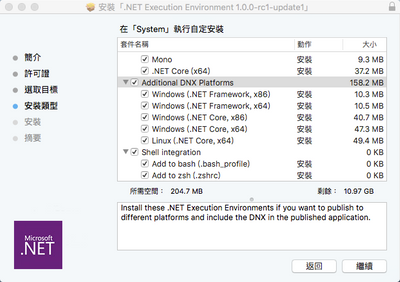 安裝「.NET Execution Environment 1.0.0-rc1-update1」
在「System」執行自定安裝
套件名稱 動作 大小
Mono 安裝 9.3 MB
.NET Core (x64) 安裝 37.2 MB
Additional DNX Platforms 158.2 MB
Windows (.NET Framework, x86) 安裝 10.3 MB
Windows (.NET Framework, x64) 安裝 10.5 MB
Windows (.NET Core, x86) 安裝 40.7 MB
Windows (.NET Core, x64) 安裝 47.3 MB
Linux (.NET Core, x64) 安裝 49.4 MB
Shell integration 0 KB
Add to bash (.bash_profile) 安裝 0 KB
Add to zsh (.zshrc) 安裝 0 KB
所需空間： 204.7 MB 剩餘： 10.97 GB
Install these .NET Execution Environments if you want to publish to
different platforms and include the DNX in the published application.
簡介
許可證
選取目標
安裝類型
安裝
摘要
Microsoft
.NET
返回 繼續